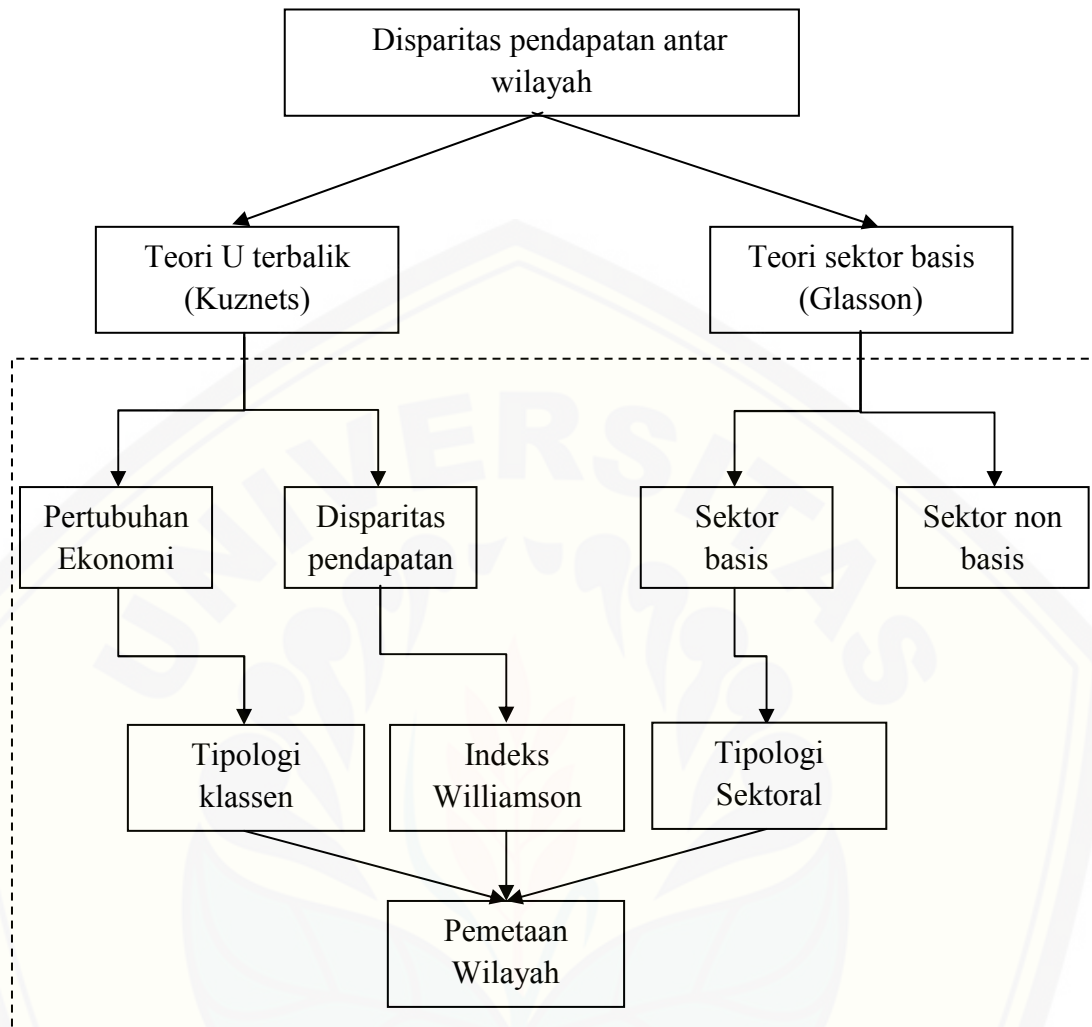 Disparitas pendapatan antar
wilayah
Teori U terbalik
(Kuznets)
Teori sektor basis
(Glasson)
UNIVERSITAS
Pertubuhan
Ekonomi
Disparitas
pendapatan
Sektor
basis
Sektor non
basis
Tipologi
klassen
Indeks
Williamson
Tipologi
Sektoral
Pemetaan
Wilayah